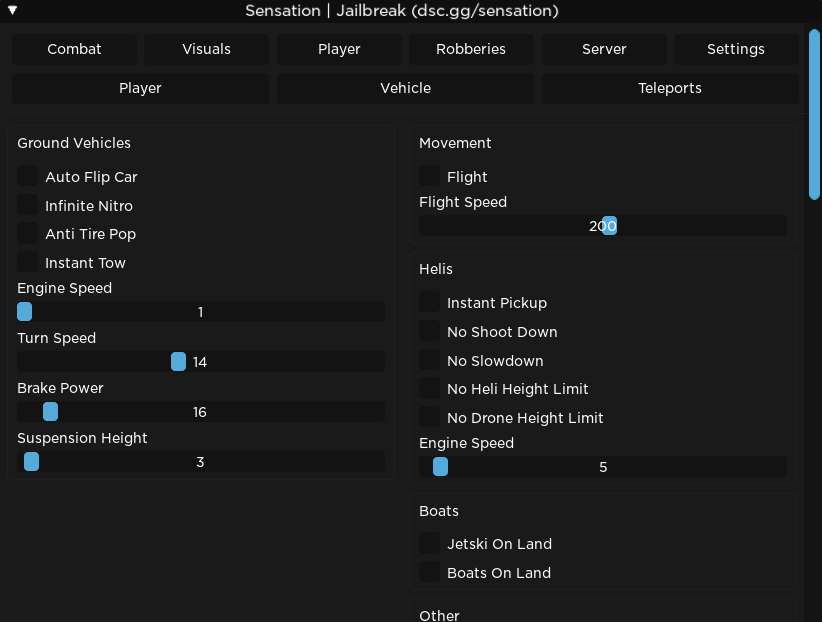 Sensation | Jailbreak (dsc.gg/sensation)
Combat
Visuals
Player
Robberies
Server
Settings
Player
Vehicle
Teleports
Ground Vehicles
Auto Flip Car
Infinite Nitro
Anti Tire Pop
Instant Tow
Engine Speed
1
Turn Speed
14
Brake Power
16
Suspension Height
3
Movement
Flight
Flight Speed
200
Helis
Instant Pickup
No Shoot Down
No Slowdown
No Heli Height Limit
No Drone Height Limit
Engine Speed
5
Boats
Jetski On Land
Boats On Land
Other